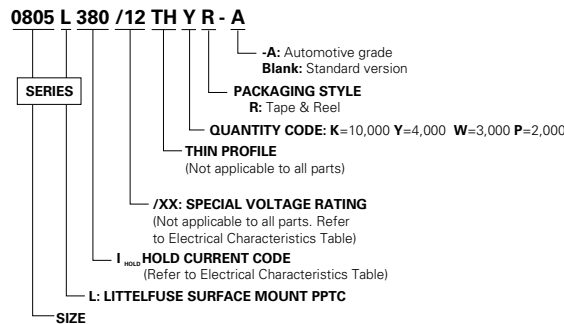 0805 L 380 /12 TH Y R - A
-A: Automotive grade
Blank: Standard version
SERIES
PACKAGING STYLE
R: Tape & Reel
QUANTITY CODE: K=10,000 Y=4,000 W=3,000 P=2,000
THIN PROFILE
(Not applicable to all parts)
/XX: SPECIAL VOLTAGE RATING
(Not applicable to all parts. Refer
to Electrical Characteristics Table)
I HOLD HOLD CURRENT CODE
(Refer to Electrical Characteristics Table)
L: LITTELFUSE SURFACE MOUNT PPTC
SIZE